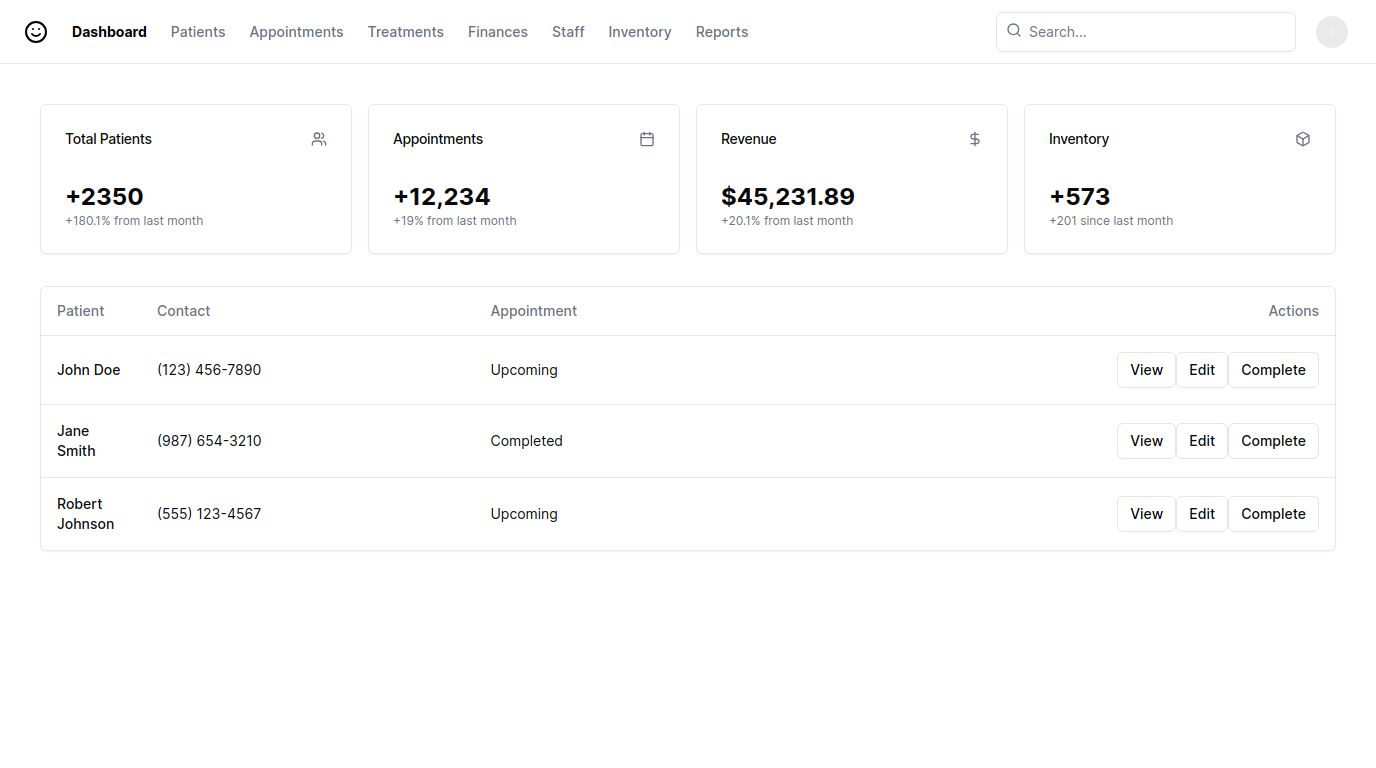 Dashboard Patients Appointments Treatments Finances Staff Inventory Reports Search...
Total Patients
+2350
+180.1% from last month
Appointments
+12,234
+19% from last month
Revenue
$45,231.89
+20.1% from last month
Inventory
+573
+201 since last month
Patient Contact Appointment Actions
John Doe (123) 456-7890 Upcoming View Edit Complete
Jane
Smith
(987) 654-3210 Completed View Edit Complete
Robert
Johnson
(555) 123-4567 Upcoming View Edit Complete